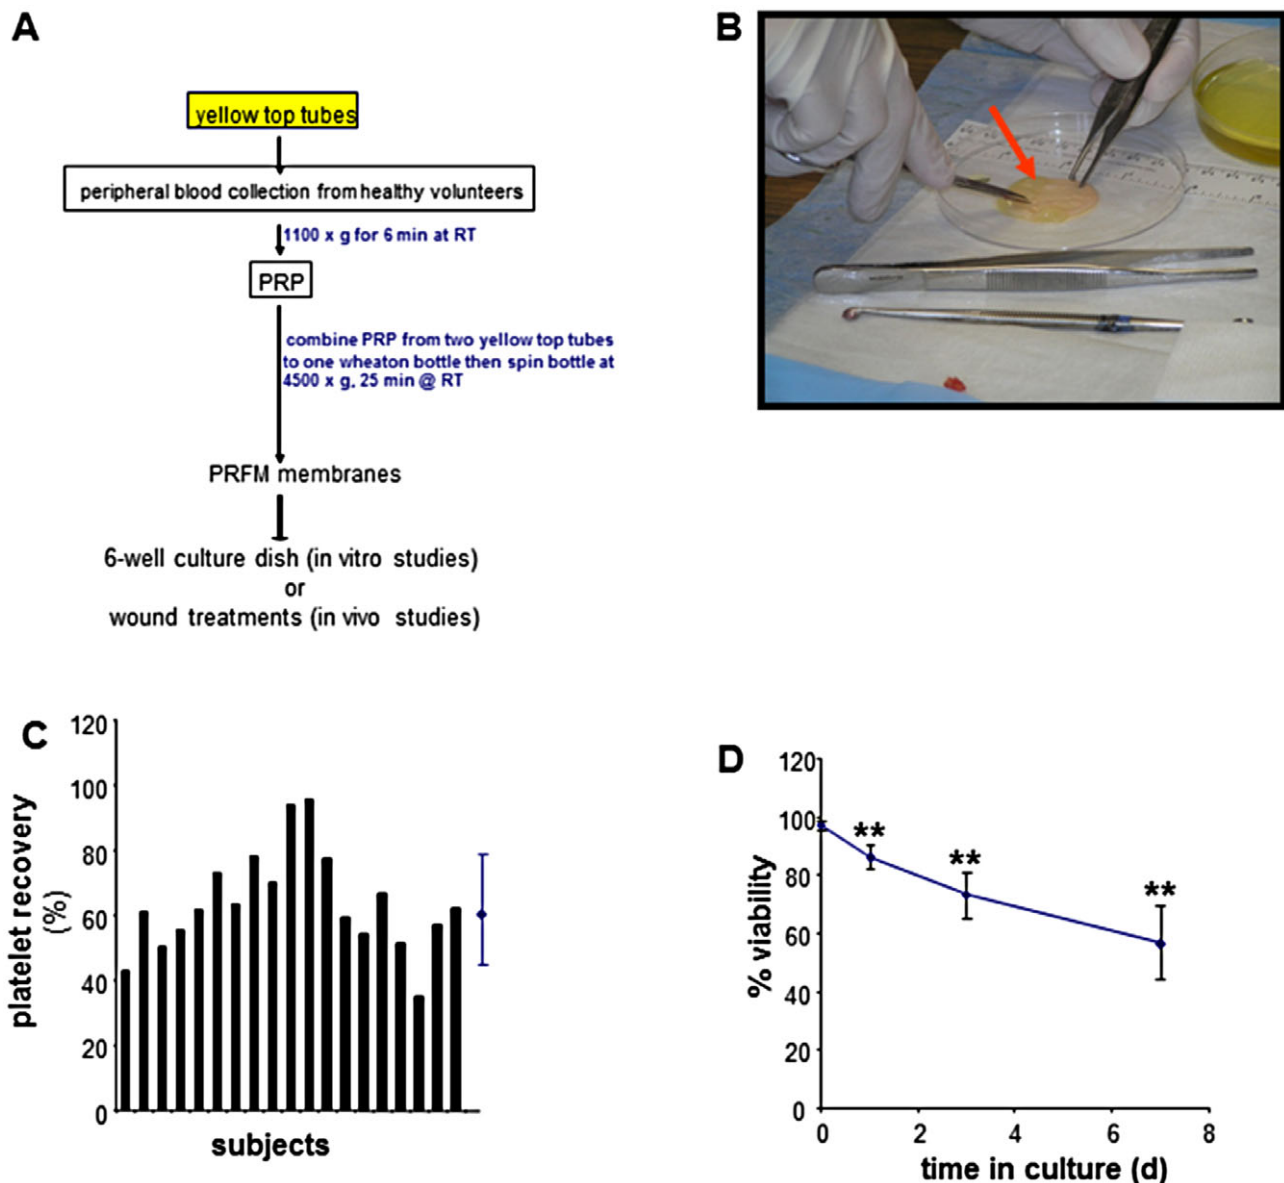 A
yellow top tubes
peripheral blood collection from healthy volunteers
1100 x g for 6 min at RT
PRP
combine PRP from two yellow top tubes
to one wheaton bottle then spin bottle at
4500 x g, 25 min @ RT
PRFM membranes
6-well culture dish (in vitro studies)
or
wound treatments (in vivo studies)
B
C
platelet recovery
(%)
120
100
80
60
40
20
0
subjects
D
% viability
120
100
80
60
40
20
0
** ** **
0 2 4 6 8
time in culture (d)